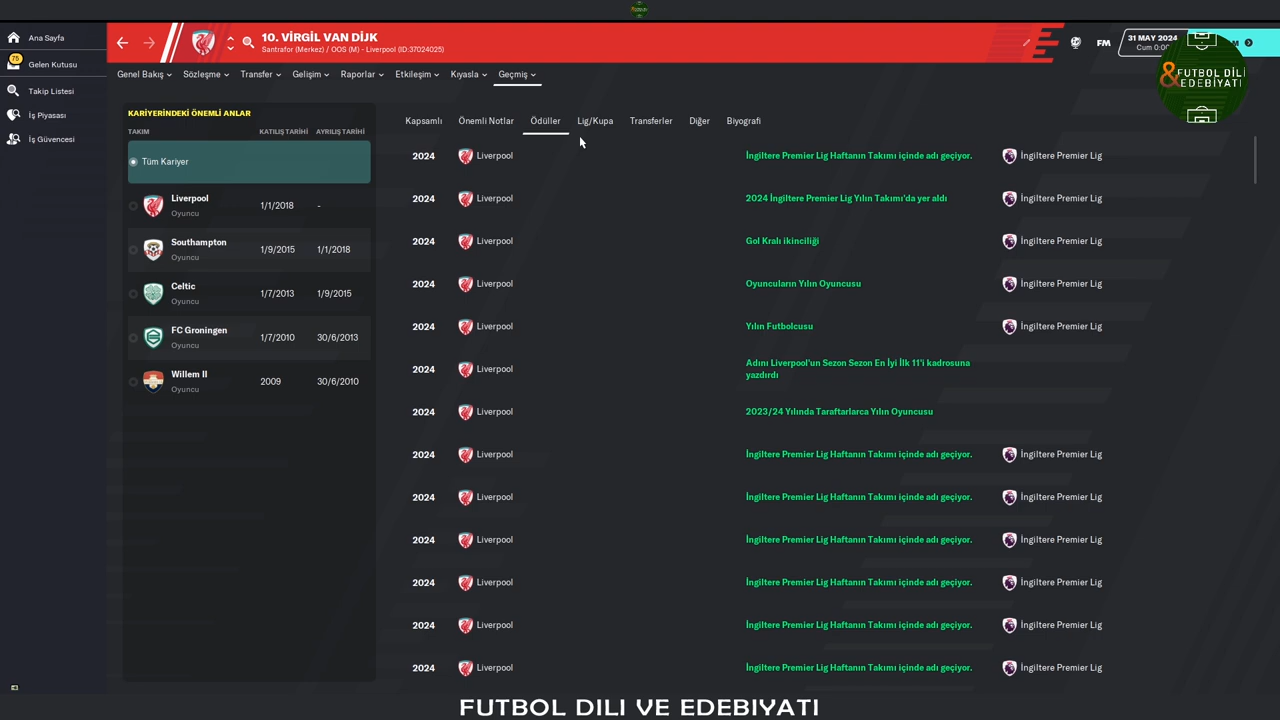 10. VİRGİL VAN DİJK
Santrafor (Merkez) / OOS (M) - Liverpool (ID:37024025)
FM
31 MAY 2024
Cum 0:00
M
&FUTBOL DİLİ
EDEBİYATI
Ana Sayfa
75
Gelen Kutusu
Takip Listesi
İş Piyasası
İş Güvencesi
Genel Bakış
Sözleşme
Transfer
Gelişim
Raporlar
Etkileşim
Kıyasla
Geçmiş
KARİYERİNDEKİ ÖNEMLİ ANLAR
TAKIM KATILIŞ TARİHİ AYRILIŞ TARİHİ
Tüm Kariyer
Liverpool 1/1/2018 -
Oyuncu
Southampton 1/9/2015 1/1/2018
Oyuncu
Celtic 1/7/2013 1/9/2015
Oyuncu
FC Groningen 1/7/2010 30/6/2013
Oyuncu
Willem II 2009 30/6/2010
Oyuncu
Kapsamlı Önemli Notlar Ödüller Lig/Kupa Transferler Diğer Biyografi
2024 Liverpool İngiltere Premier Lig Haftanın Takımı içinde adı geçiyor. İngiltere Premier Lig
2024 Liverpool 2024 İngiltere Premier Lig Yılın Takımı'da yer aldı İngiltere Premier Lig
2024 Liverpool Gol Kralı ikinciliği İngiltere Premier Lig
2024 Liverpool Oyuncuların Yılın Oyuncusu İngiltere Premier Lig
2024 Liverpool Yılın Futbolcusu İngiltere Premier Lig
2024 Liverpool Adını Liverpool'un Sezon Sezon En İyi İlk 11'i kadrosuna
yazdırdı
2024 Liverpool 2023/24 Yılında Taraftarlarca Yılın Oyuncusu
2024 Liverpool İngiltere Premier Lig Haftanın Takımı içinde adı geçiyor. İngiltere Premier Lig
2024 Liverpool İngiltere Premier Lig Haftanın Takımı içinde adı geçiyor. İngiltere Premier Lig
2024 Liverpool İngiltere Premier Lig Haftanın Takımı içinde adı geçiyor. İngiltere Premier Lig
2024 Liverpool İngiltere Premier Lig Haftanın Takımı içinde adı geçiyor. İngiltere Premier Lig
2024 Liverpool İngiltere Premier Lig Haftanın Takımı içinde adı geçiyor. İngiltere Premier Lig
2024 Liverpool İngiltere Premier Lig Haftanın Takımı içinde adı geçiyor. İngiltere Premier Lig
FUTBOL DILI VE EDEBIYATI